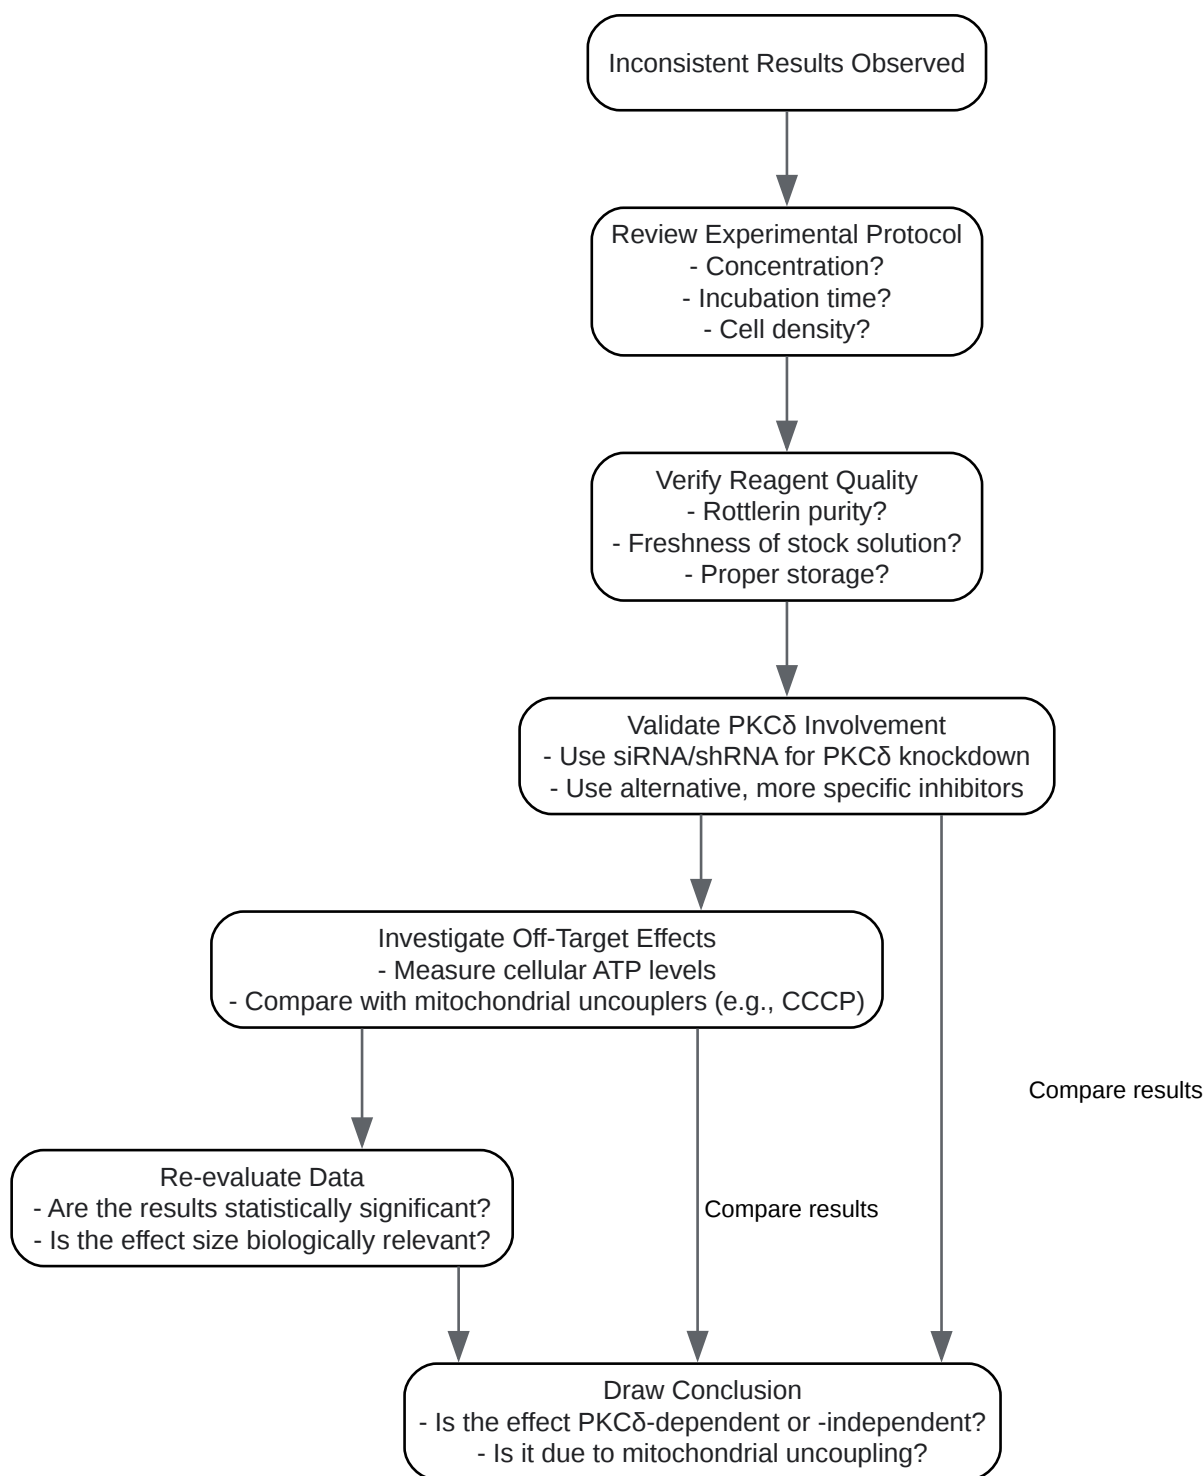 Inconsistent Results Observed
Review Experimental Protocol
- Concentration?
- Incubation time?
- Cell density?
Verify Reagent Quality
- Rottlerin purity?
- Freshness of stock solution?
- Proper storage?
Validate PKCδ Involvement
- Use siRNA/shRNA for PKCδ knockdown
- Use alternative, more specific inhibitors
Investigate Off-Target Effects
- Measure cellular ATP levels
- Compare with mitochondrial uncouplers (e.g., CCCP)
Compare results
Re-evaluate Data
- Are the results statistically significant?
- Is the effect size biologically relevant?
Compare results
Draw Conclusion
- Is the effect PKCδ-dependent or -independent?
- Is it due to mitochondrial uncoupling?